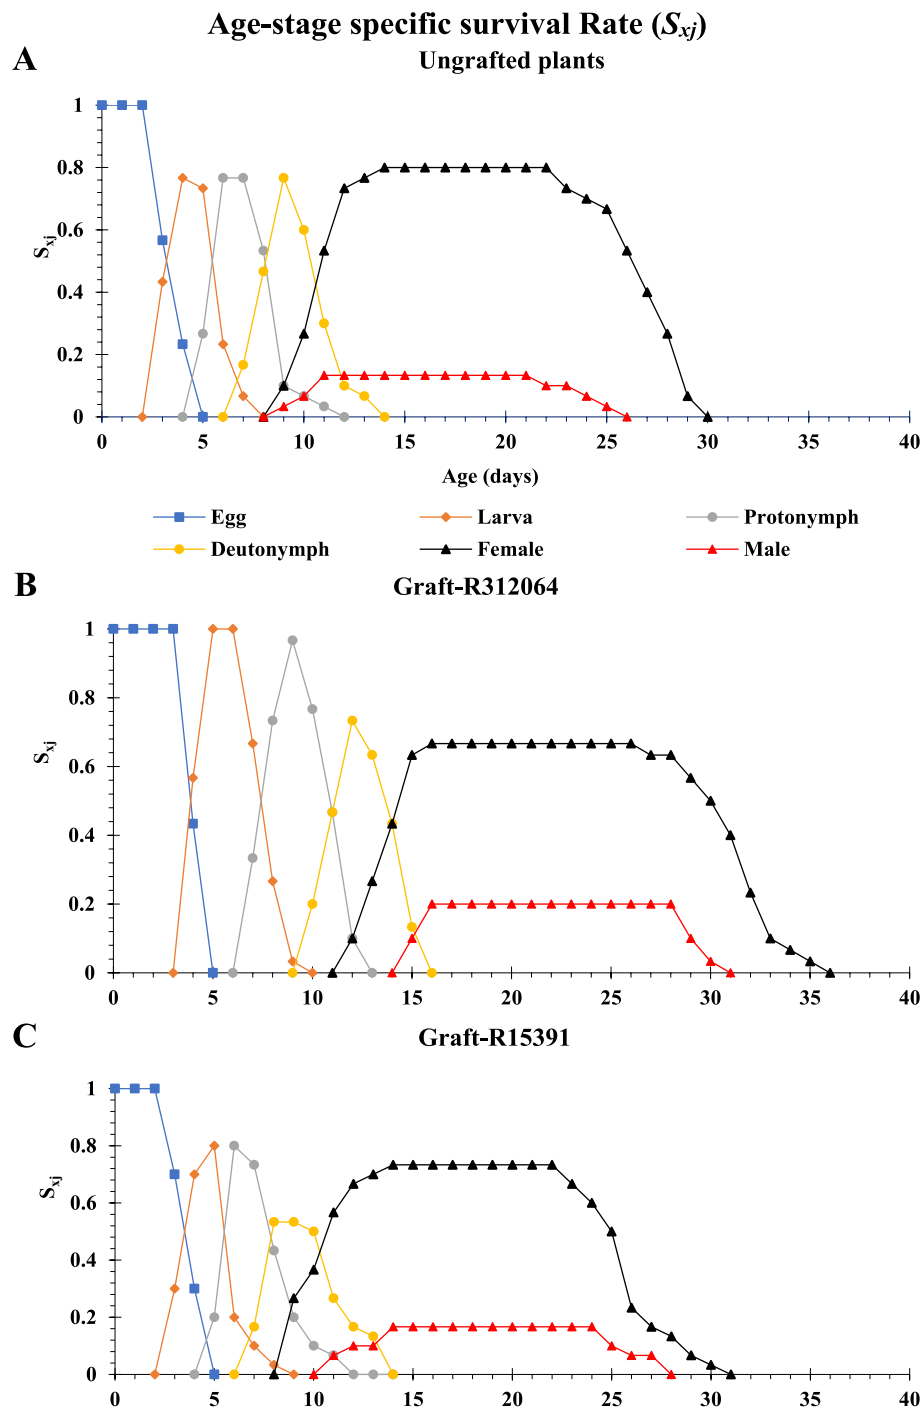 Age-stage specific survival Rate (Sxj)
A
Ungrafted plants
1
0.8
0.6
0.4
0.2
0
Sxj
0 5 10 15 20 25 30 35 40
Age (days)
Egg Larva Protonymph
Deutonymph Female Male
B
Graft-R312064
1
0.8
0.6
0.4
0.2
0
Sxj
0 5 10 15 20 25 30 35 40
C
Graft-R15391
1
0.8
0.6
0.4
0.2
0
Sxj
0 5 10 15 20 25 30 35 40